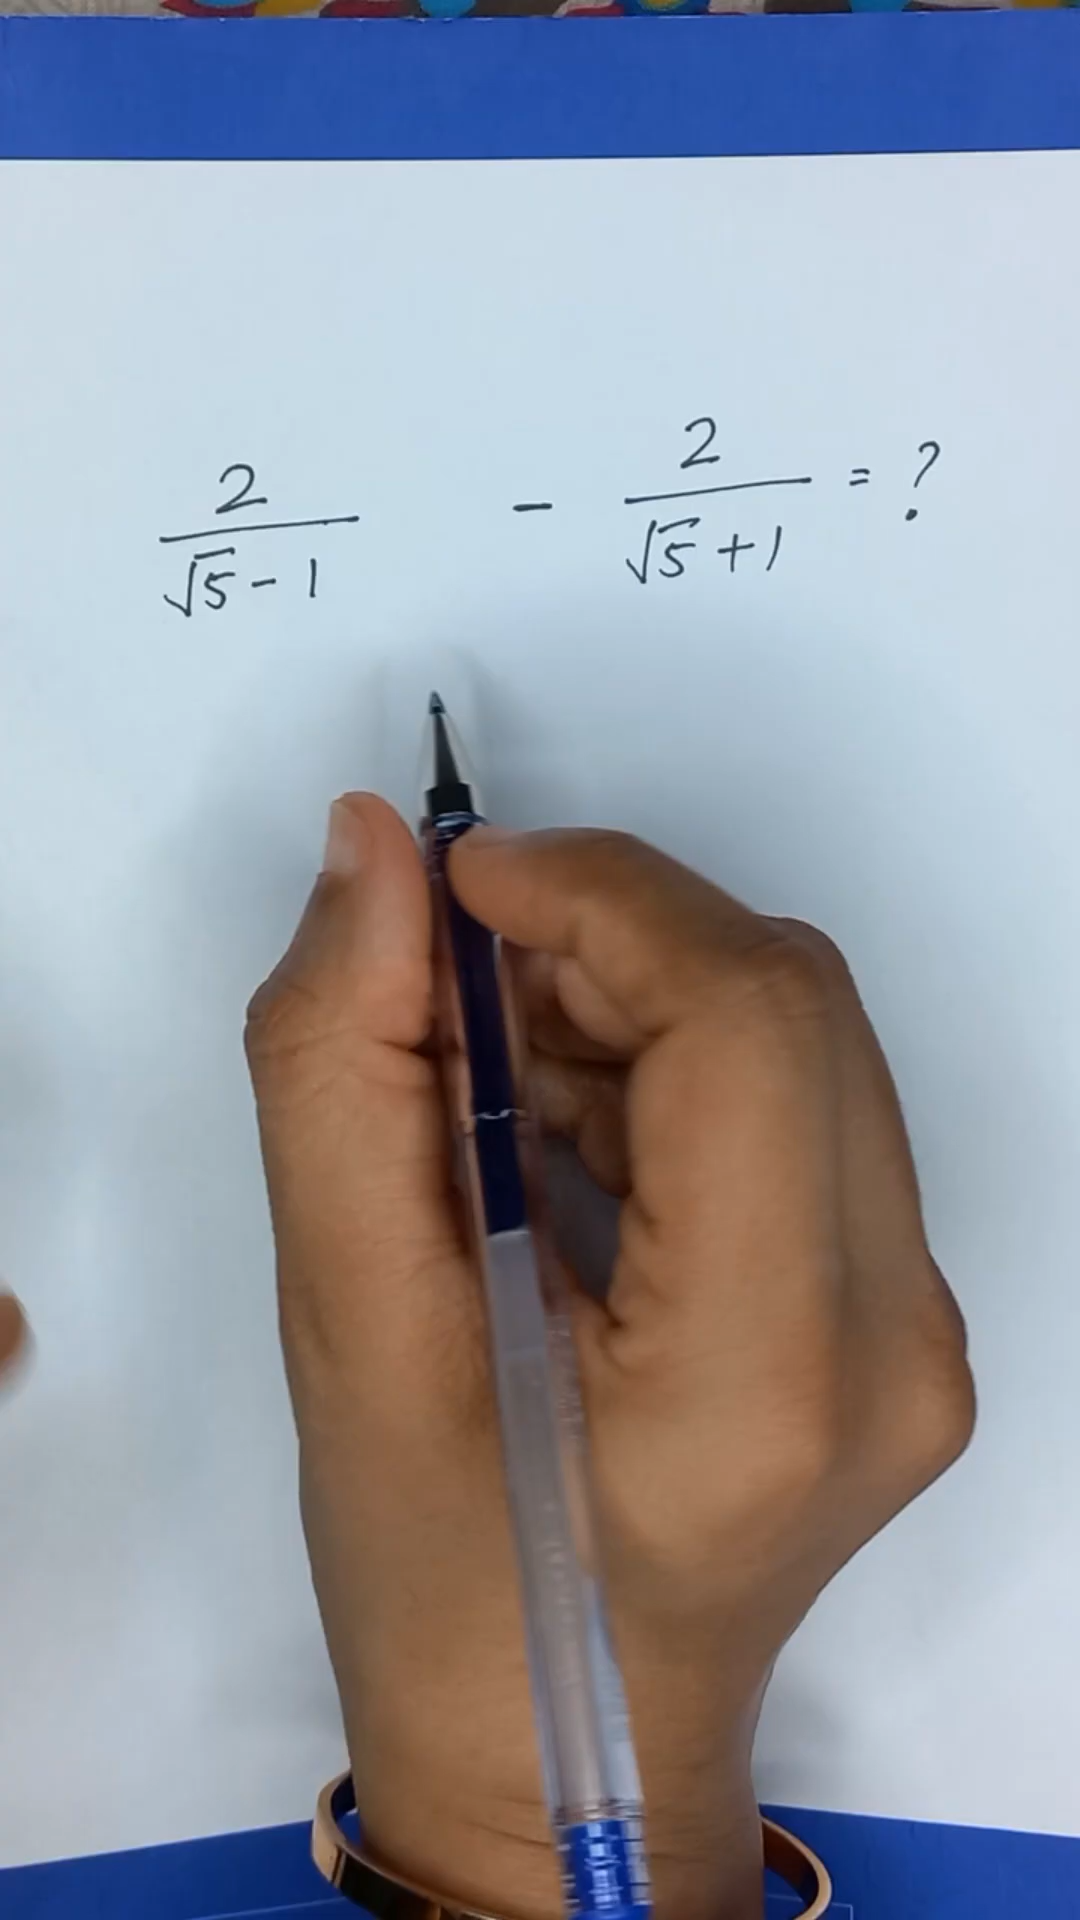 2/(√5 - 1) - 2/(√5 + 1) = ?